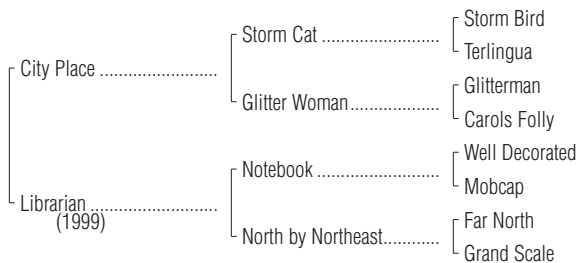 Storm Bird
Storm Cat ........................
Terlingua
City Place ........................
Glitterman
Glitter Woman..................
Carols Folly
Well Decorated
Notebook .........................
Mobcap
Librarian ..........................
(1999)
Far North
North by Northeast............
Grand Scale